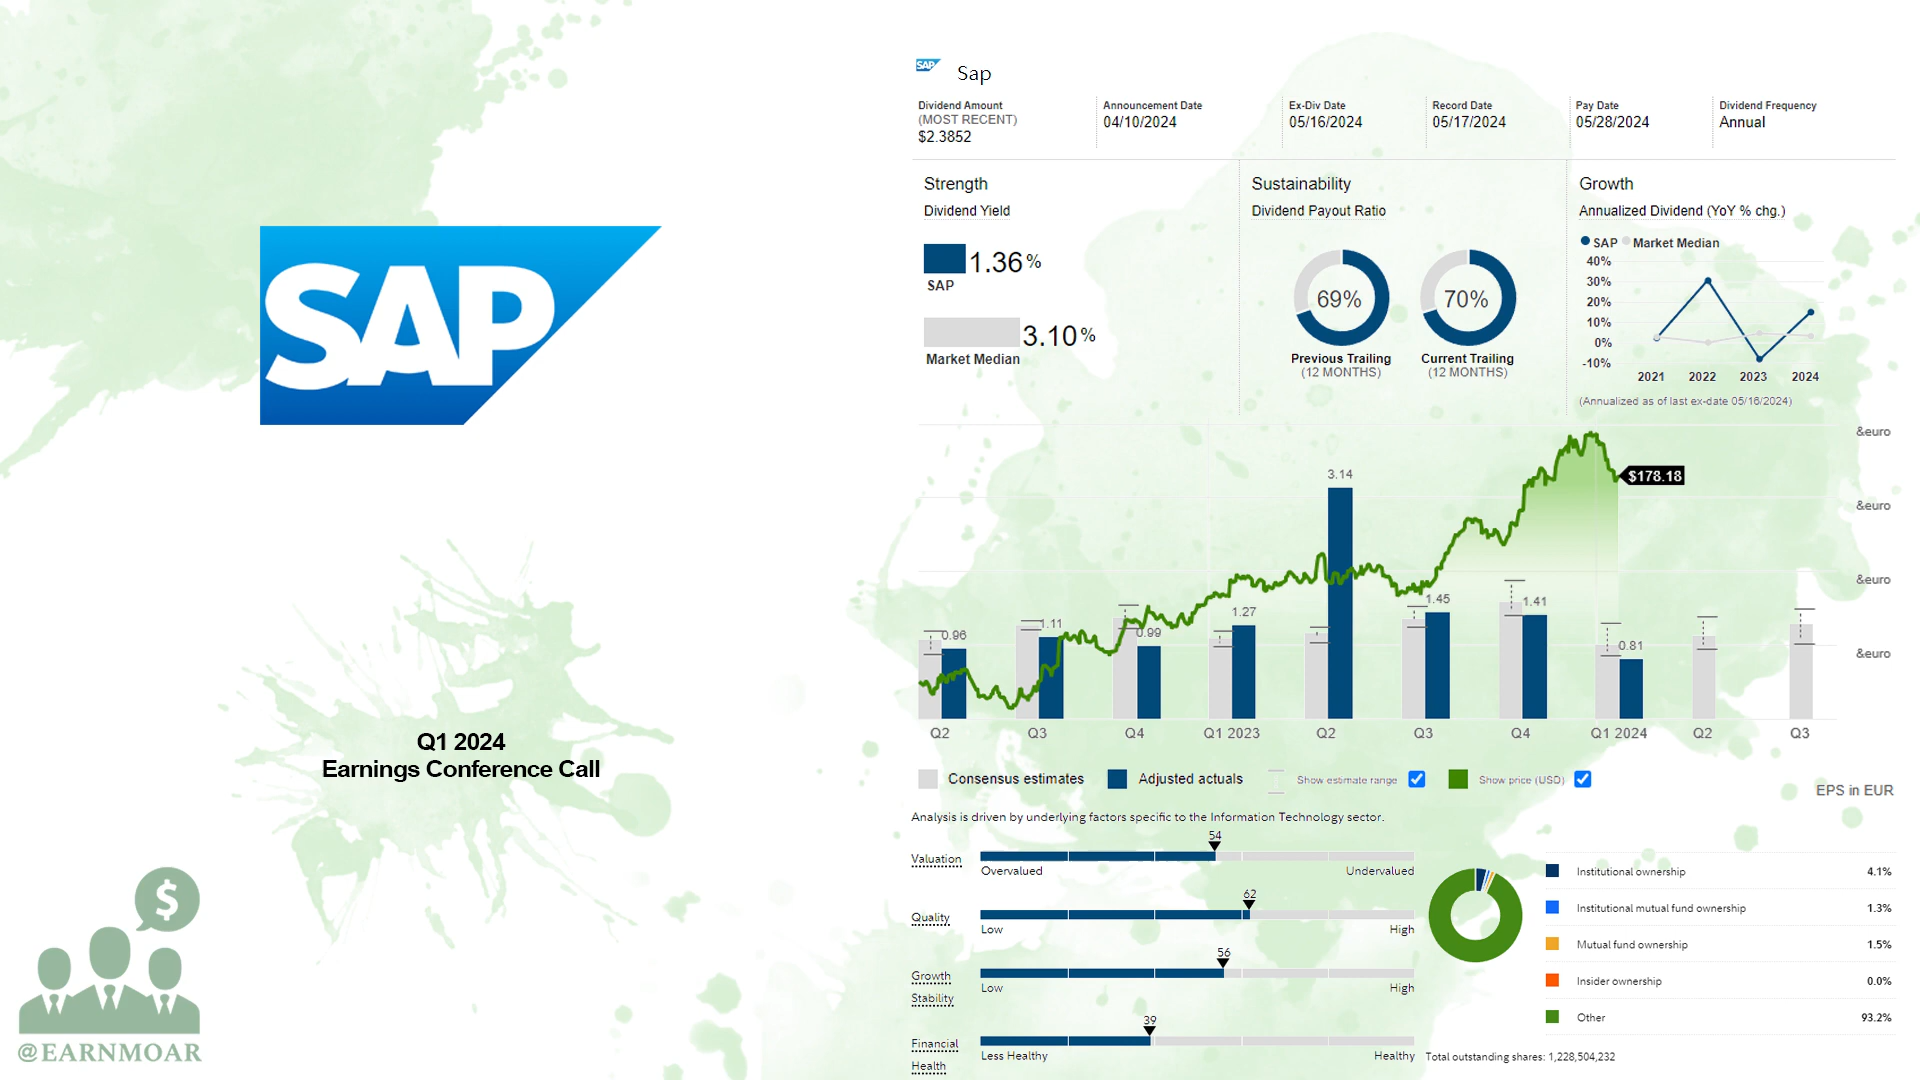 SAP
Sap
Dividend Amount
(MOST RECENT)
$2.3852
Announcement Date
04/10/2024
Ex-Div Date
05/16/2024
Record Date
05/17/2024
Pay Date
05/28/2024
Dividend Frequency
Annual
Strength
Dividend Yield
1.36 %
SAP
3.10 %
Market Median
Sustainability
Dividend Payout Ratio
69%
Previous Trailing
(12 MONTHS)
70%
Current Trailing
(12 MONTHS)
Growth
Annualized Dividend (YoY % chg.)
SAP Market Median
40%
30%
20%
10%
0%
-10%
2021 2022 2023 2024
(Annualized as of last ex-date 05/16/2024)
SAP
&euro
&euro
&euro
&euro
$178.18
0.96
1.11
0.99
1.27
3.14
1.45
1.41
0.81
Q2 Q3 Q4 Q1 2023 Q2 Q3 Q4 Q1 2024 Q2 Q3
Consensus estimates Adjusted actuals Show estimate range Show price (USD)
EPS in EUR
Q1 2024
Earnings Conference Call
Analysis is driven by underlying factors specific to the Information Technology sector.
54
Valuation
Overvalued Undervalued
62
Quality
Low High
56
Growth
Stability
Low High
39
Financial
Health
Less Healthy Healthy
Institutional ownership 4.1%
Institutional mutual fund ownership 1.3%
Mutual fund ownership 1.5%
Insider ownership 0.0%
Other 93.2%
Total outstanding shares: 1,228,504,232
$
@EARNMOAR